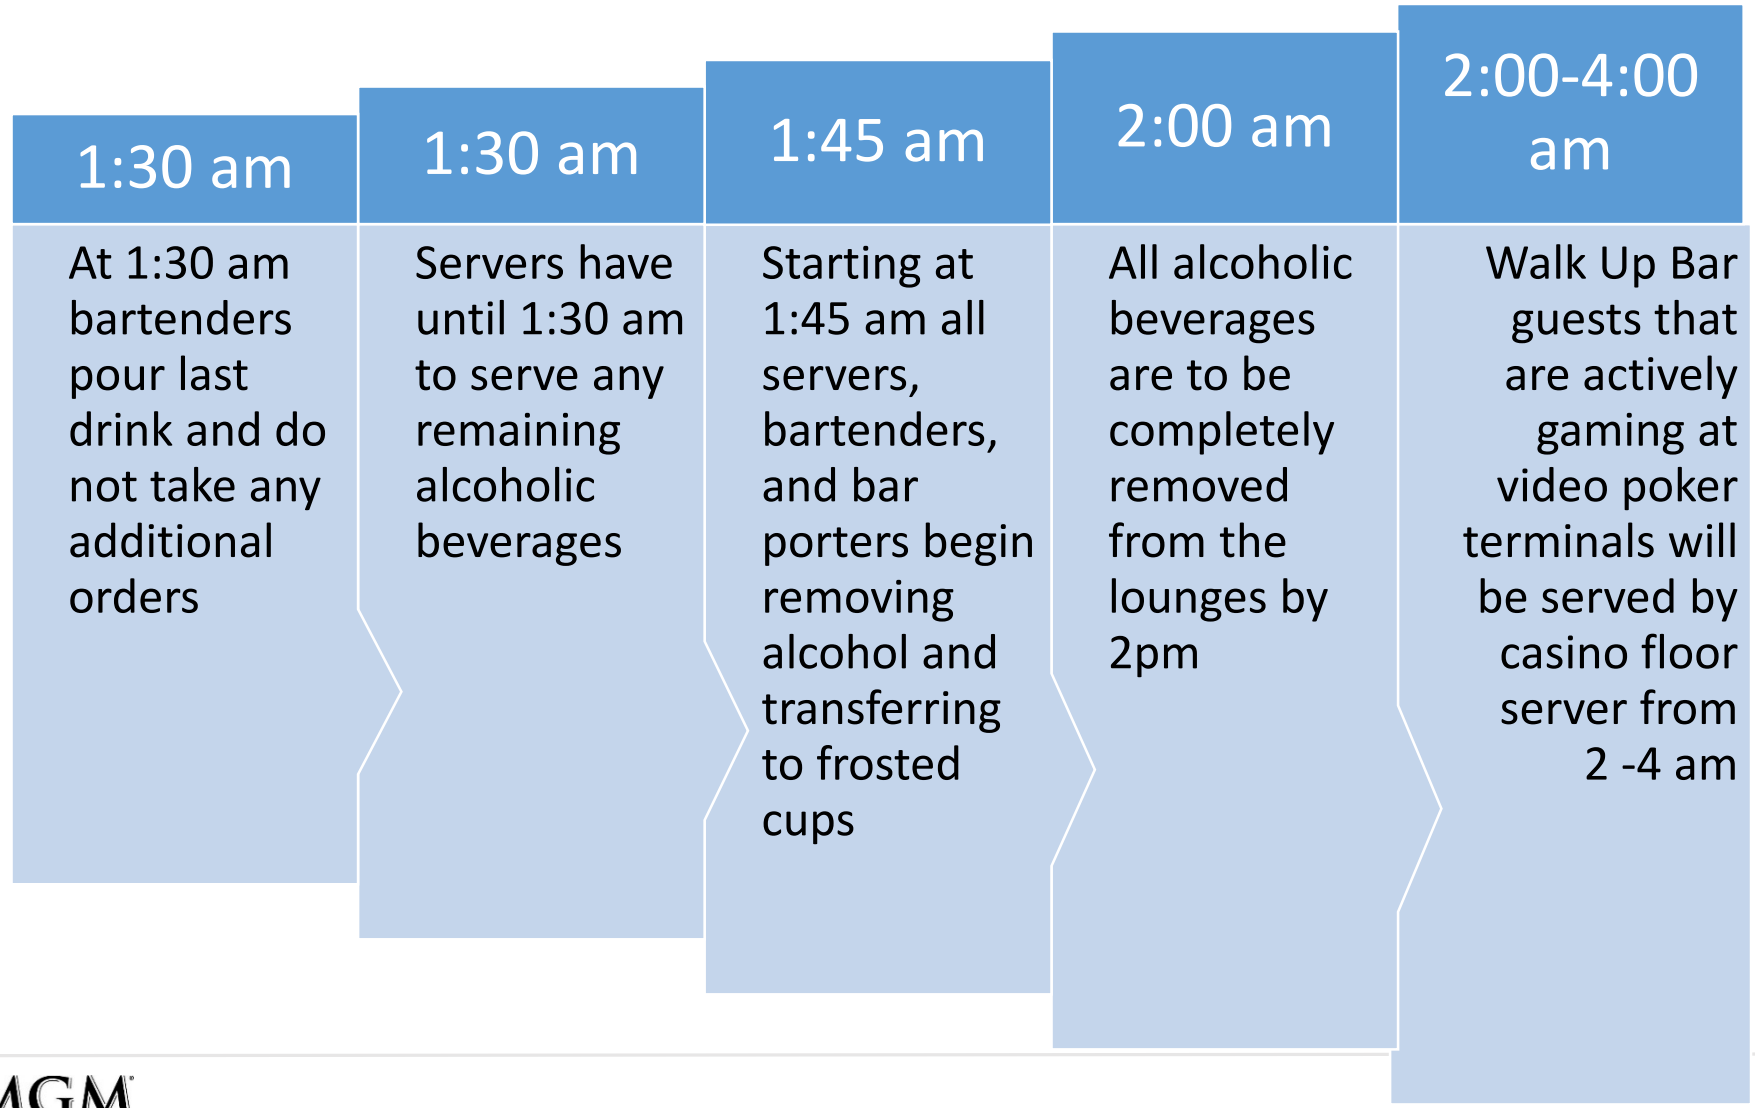 1:30 am
At 1:30 am
bartenders
pour last
drink and do
not take any
additional
orders
1:30 am
Servers have
until 1:30 am
to serve any
remaining
alcoholic
beverages
1:45 am
Starting at
1:45 am all
servers,
bartenders,
and bar
porters begin
removing
alcohol and
transferring
to frosted
cups
2:00 am
All alcoholic
beverages
are to be
completely
removed
from the
lounges by
2pm
2:00-4:00
am
Walk Up Bar
guests that
are actively
gaming at
video poker
terminals will
be served by
casino floor
server from
2 -4 am
MGM